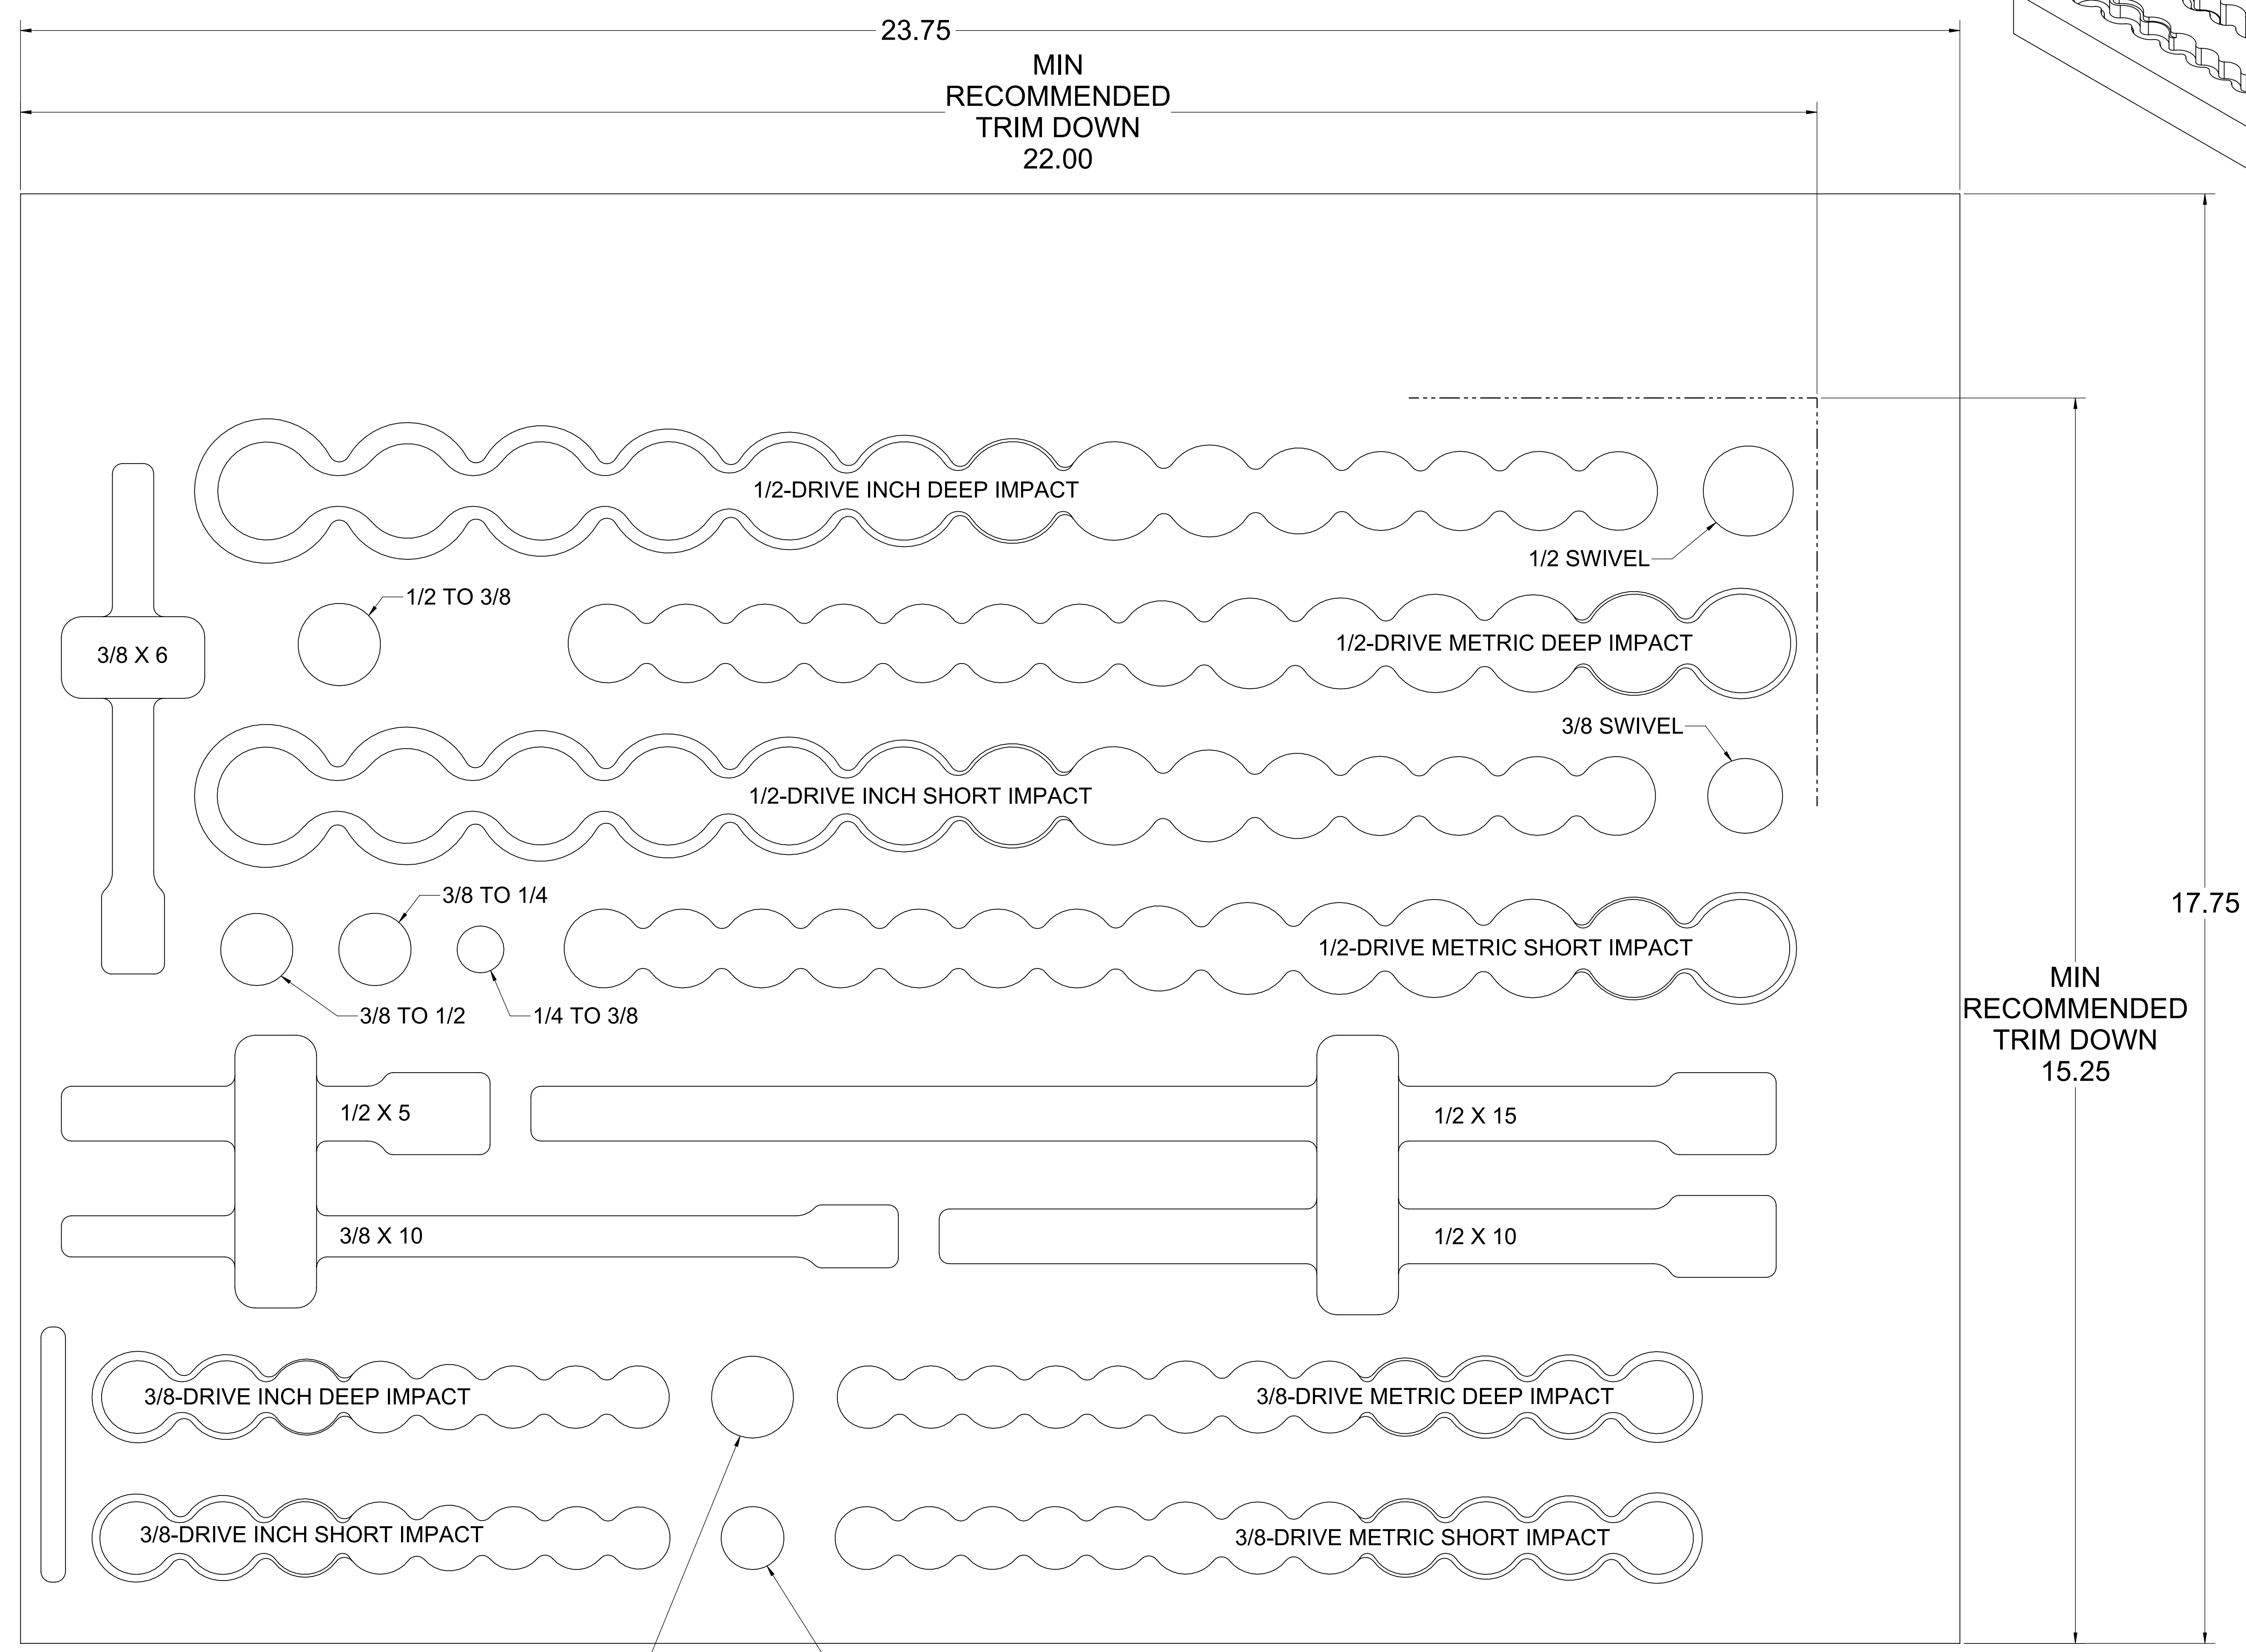 23.75
MIN
RECOMMENDED
TRIM DOWN
22.00
1/2-DRIVE INCH DEEP IMPACT
1/2 SWIVEL
1/2 TO 3/8
3/8 X 6
1/2-DRIVE METRIC DEEP IMPACT
3/8 SWIVEL
1/2-DRIVE INCH SHORT IMPACT
3/8 TO 1/4
1/2-DRIVE METRIC SHORT IMPACT
3/8 TO 1/2
1/4 TO 3/8
17.75
MIN
RECOMMENDED
TRIM DOWN
15.25
1/2 X 5
1/2 X 15
3/8 X 10
1/2 X 10
3/8-DRIVE INCH DEEP IMPACT
3/8-DRIVE METRIC DEEP IMPACT
3/8-DRIVE INCH SHORT IMPACT
3/8-DRIVE METRIC SHORT IMPACT